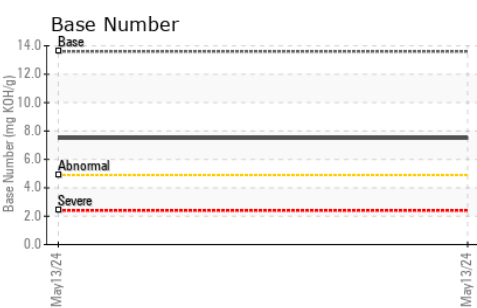 Base Number
Base Number (mg KOH/g)
14.0
12.0
10.0
8.0
6.0
4.0
2.0
0.0
Base
Abnormal
Severe
May13/24
May13/24